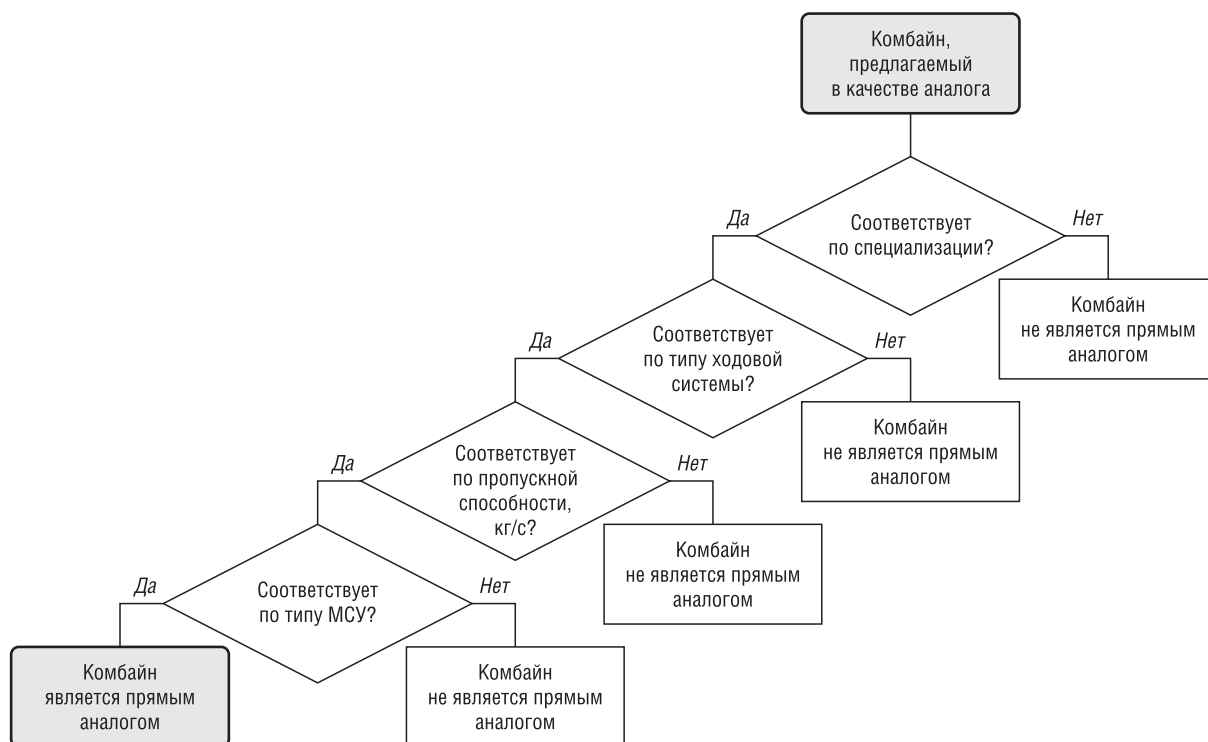 Комбайн,
предлагаемый
в качестве аналога
Да
Соответствует
по специализации?
Нет
Комбайн
не является прямым
аналогом
Да
Соответствует
по типу ходовой
системы?
Нет
Комбайн
не является прямым
аналогом
Да
Соответствует
по пропускной
способности,
кг/с?
Нет
Комбайн
не является прямым
аналогом
Да
Соответствует
по типу МСУ?
Нет
Комбайн
является прямым
аналогом
Комбайн
не является прямым
аналогом